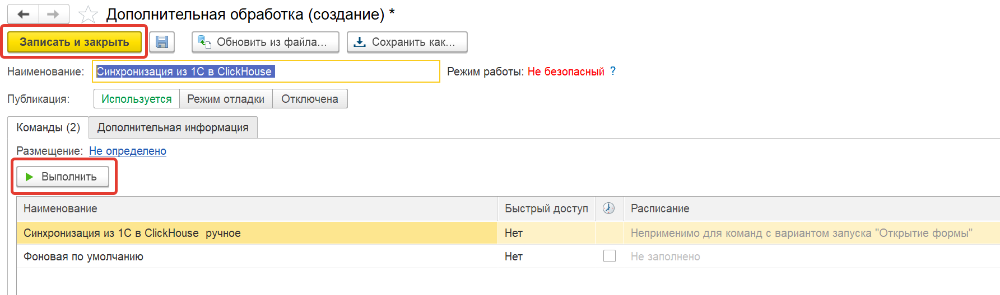 Дополнительная обработка (создание) *
Записать и закрыть Обновить из файла... Сохранить как...
Наименование: Синхронизация из 1С в ClickHouse Режим работы: Не безопасный ?
Публикация: Используется Режим отладки Отключена
Команды (2) Дополнительная информация
Размещение: Не определено
Выполнить
Наименование Быстрый доступ Расписание
Синхронизация из 1С в ClickHouse ручное Нет Неприменимо для команд с вариантом запуска "Открытие формы"
Фоновая по умолчанию Нет Не заполнено